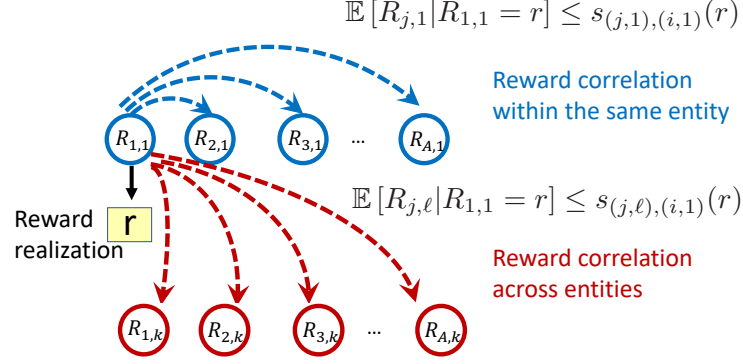 𝔼 [R_{j,1}|R_{1,1} = r] ≤ s_{(j,1),(i,1)}(r)
Reward correlation
within the same entity
R_{1,1} R_{2,1} R_{3,1} ... R_{A,1}
𝔼 [R_{j,ℓ}|R_{1,1} = r] ≤ s_{(j,ℓ),(i,1)}(r)
Reward
realization
r
Reward correlation
across entities
R_{1,k} R_{2,k} R_{3,k} ... R_{A,k}